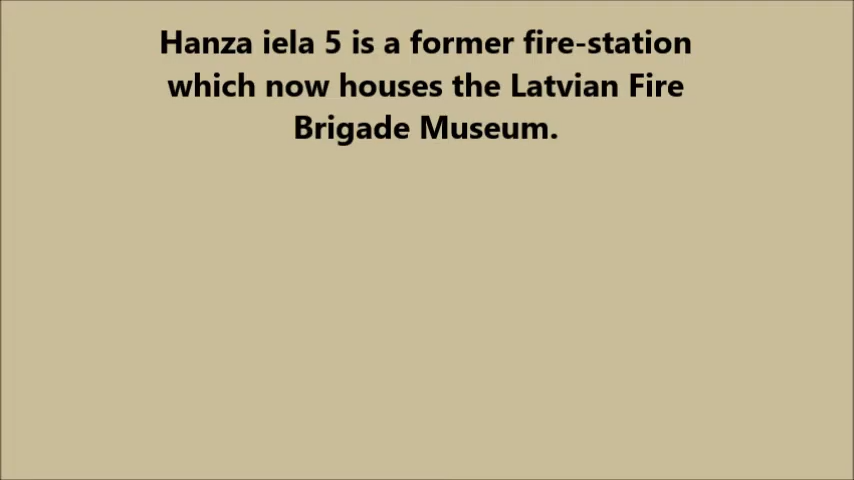 Hanza iela 5 is a former fire-station
which now houses the Latvian Fire
Brigade Museum.